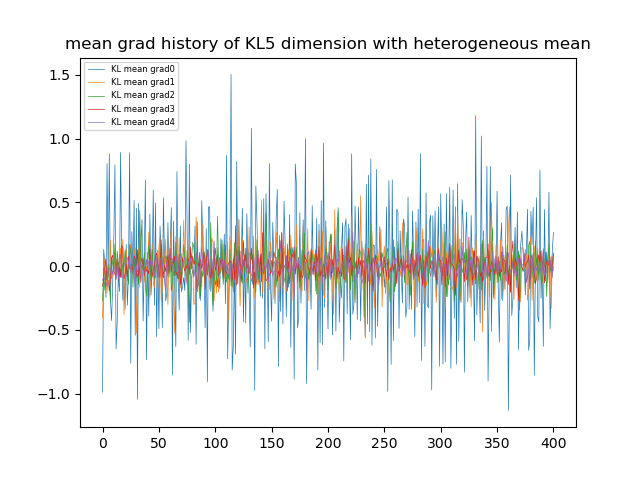 mean grad history of KL5 dimension with heterogeneous mean
KL mean grad0
KL mean grad1
KL mean grad2
KL mean grad3
KL mean grad4
1.5
1.0
0.5
0.0
−0.5
−1.0
0 50 100 150 200 250 300 350 400